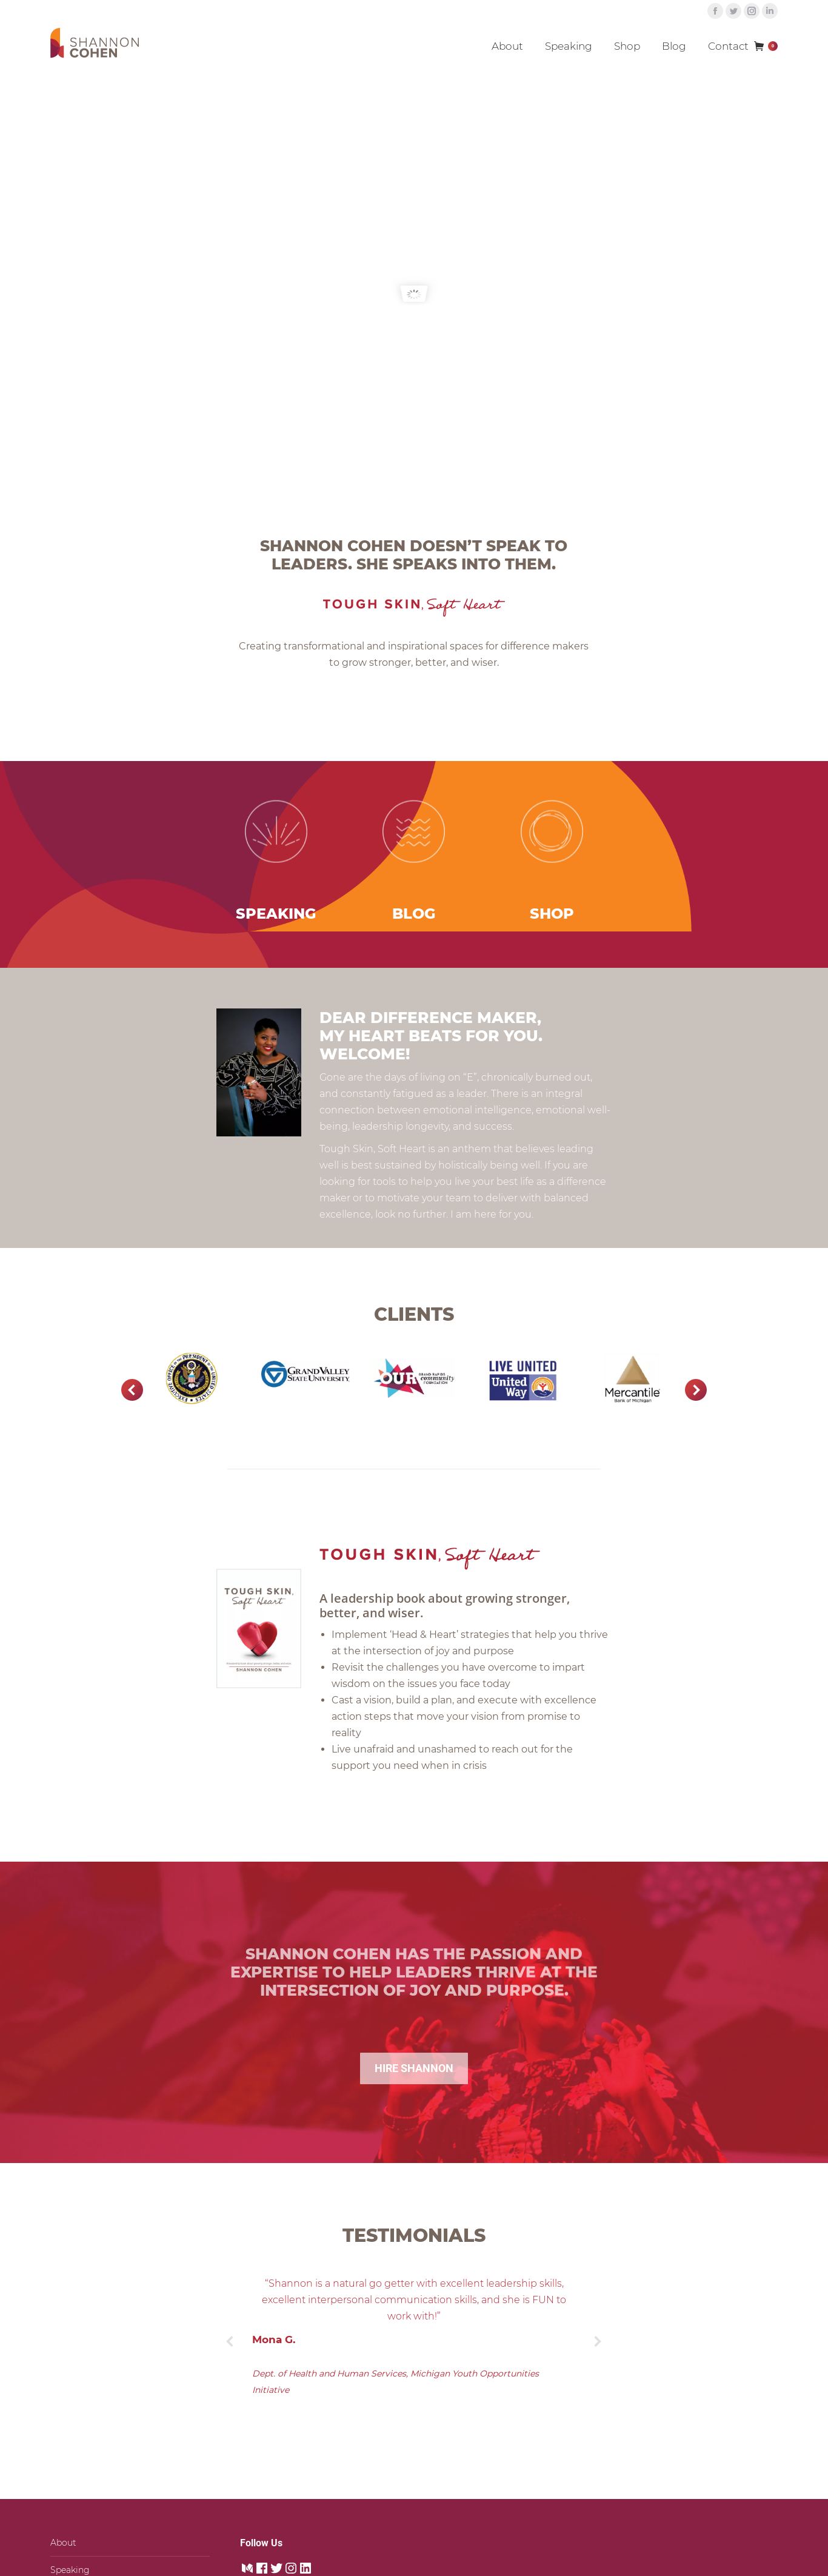 SHANNON
COHEN
About Speaking Shop Blog Contact 0
SHANNON COHEN DOESN’T SPEAK TO
LEADERS. SHE SPEAKS INTO THEM.
TOUGH SKIN, Soft Heart
Creating transformational and inspirational spaces for difference makers
to grow stronger, better, and wiser.
SPEAKING BLOG SHOP
DEAR DIFFERENCE MAKER,
MY HEART BEATS FOR YOU.
WELCOME!
Gone are the days of living on “E”, chronically burned out,
and constantly fatigued as a leader. There is an integral
connection between emotional intelligence, emotional well-
being, leadership longevity, and success.
Tough Skin, Soft Heart is an anthem that believes leading
well is best sustained by holistically being well. If you are
looking for tools to help you live your best life as a difference
maker or to motivate your team to deliver with balanced
excellence, look no further. I am here for you.
CLIENTS
GRANDVALLEY
STATE UNIVERSITY.
OUR
community
FOUNDATION
LIVE UNITED
United
Way
Mercantile
Bank of Michigan
TOUGH SKIN, Soft Heart
TOUGH SKIN,
Soft Heart
SHANNON COHEN
A leadership book about growing stronger,
better, and wiser.
Implement ‘Head & Heart’ strategies that help you thrive
at the intersection of joy and purpose
Revisit the challenges you have overcome to impart
wisdom on the issues you face today
Cast a vision, build a plan, and execute with excellence
action steps that move your vision from promise to
reality
Live unafraid and unashamed to reach out for the
support you need when in crisis
SHANNON COHEN HAS THE PASSION AND
EXPERTISE TO HELP LEADERS THRIVE AT THE
INTERSECTION OF JOY AND PURPOSE.
HIRE SHANNON
TESTIMONIALS
“Shannon is a natural go getter with excellent leadership skills,
excellent interpersonal communication skills, and she is FUN to
work with!”
Mona G.
Dept. of Health and Human Services, Michigan Youth Opportunities
Initiative
About
Speaking
Follow Us